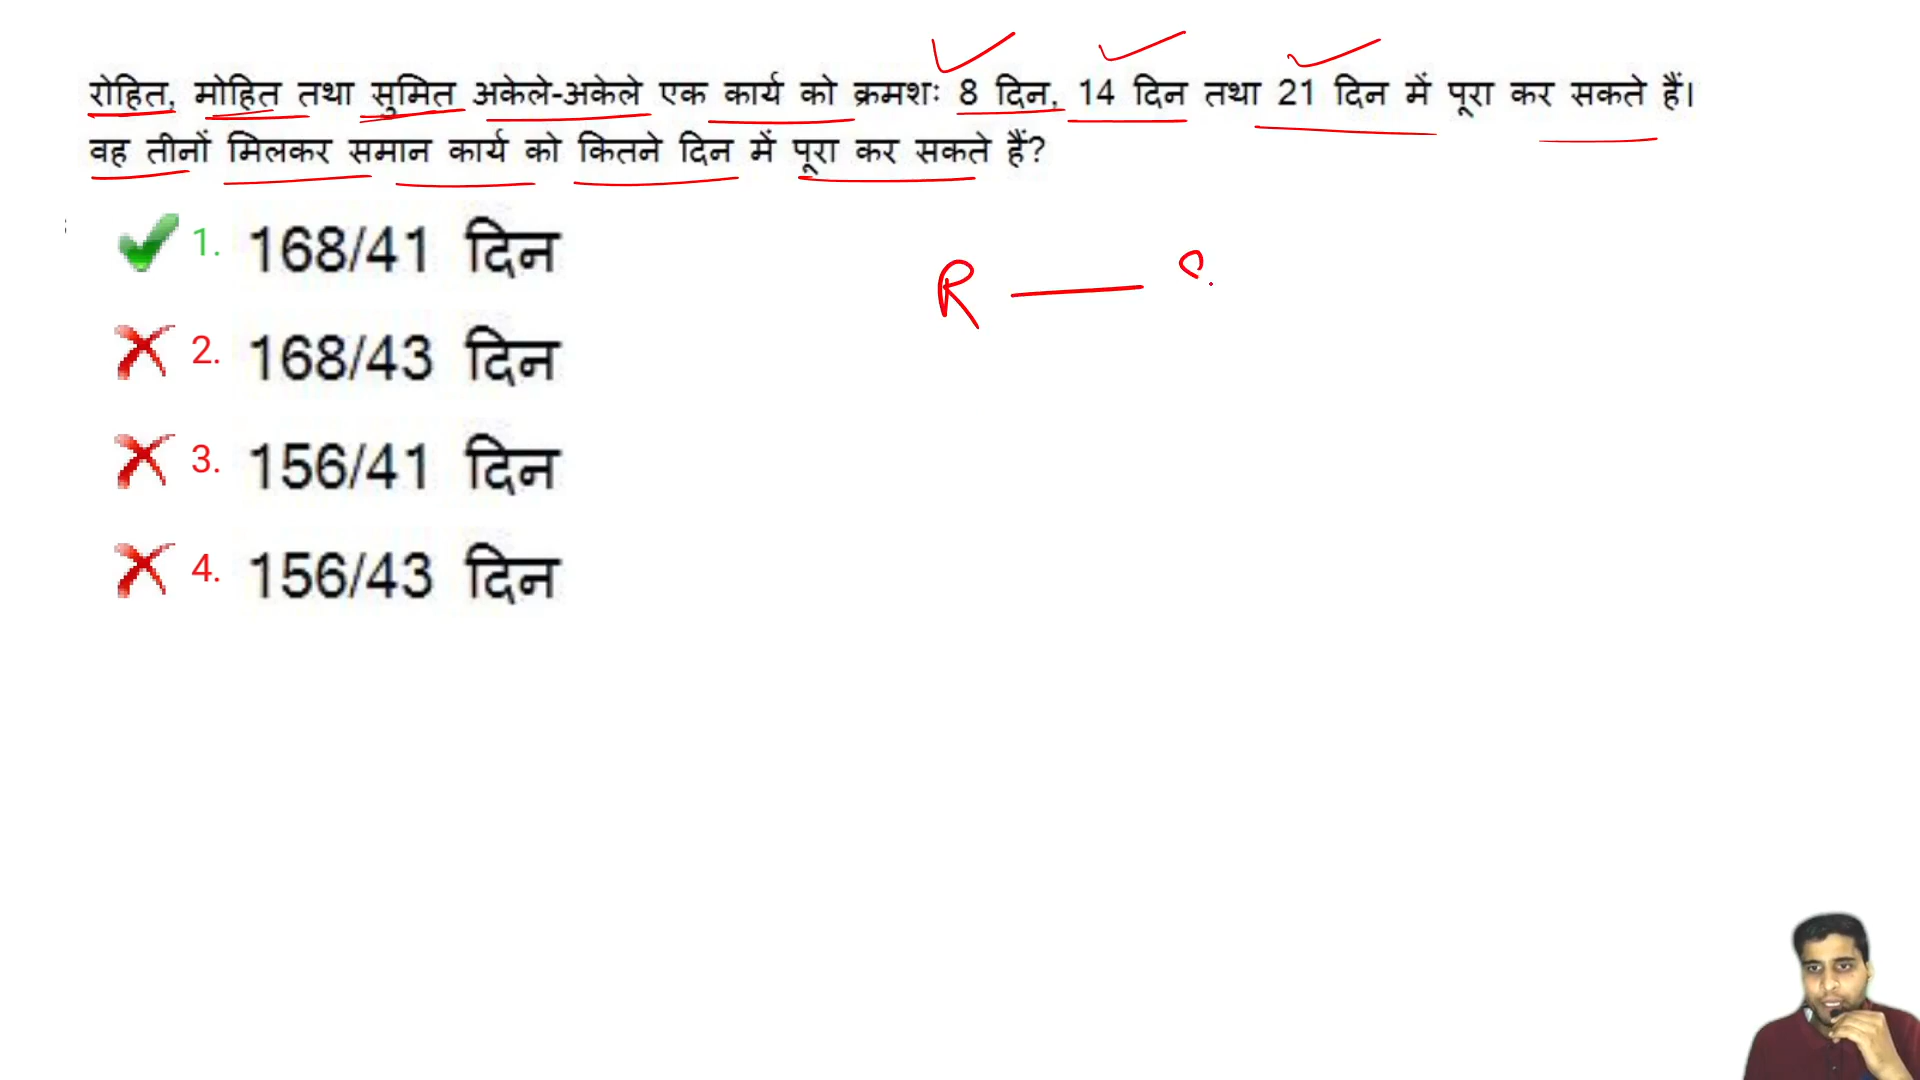 रोहित, मोहित तथा सुमित अकेले-अकेले एक कार्य को क्रमशः 8 दिन, 14 दिन तथा 21 दिन में पूरा कर सकते हैं।
वह तीनों मिलकर समान कार्य को कितने दिन में पूरा कर सकते हैं?
1. 168/41 दिन
2. 168/43 दिन
3. 156/41 दिन
4. 156/43 दिन
R —